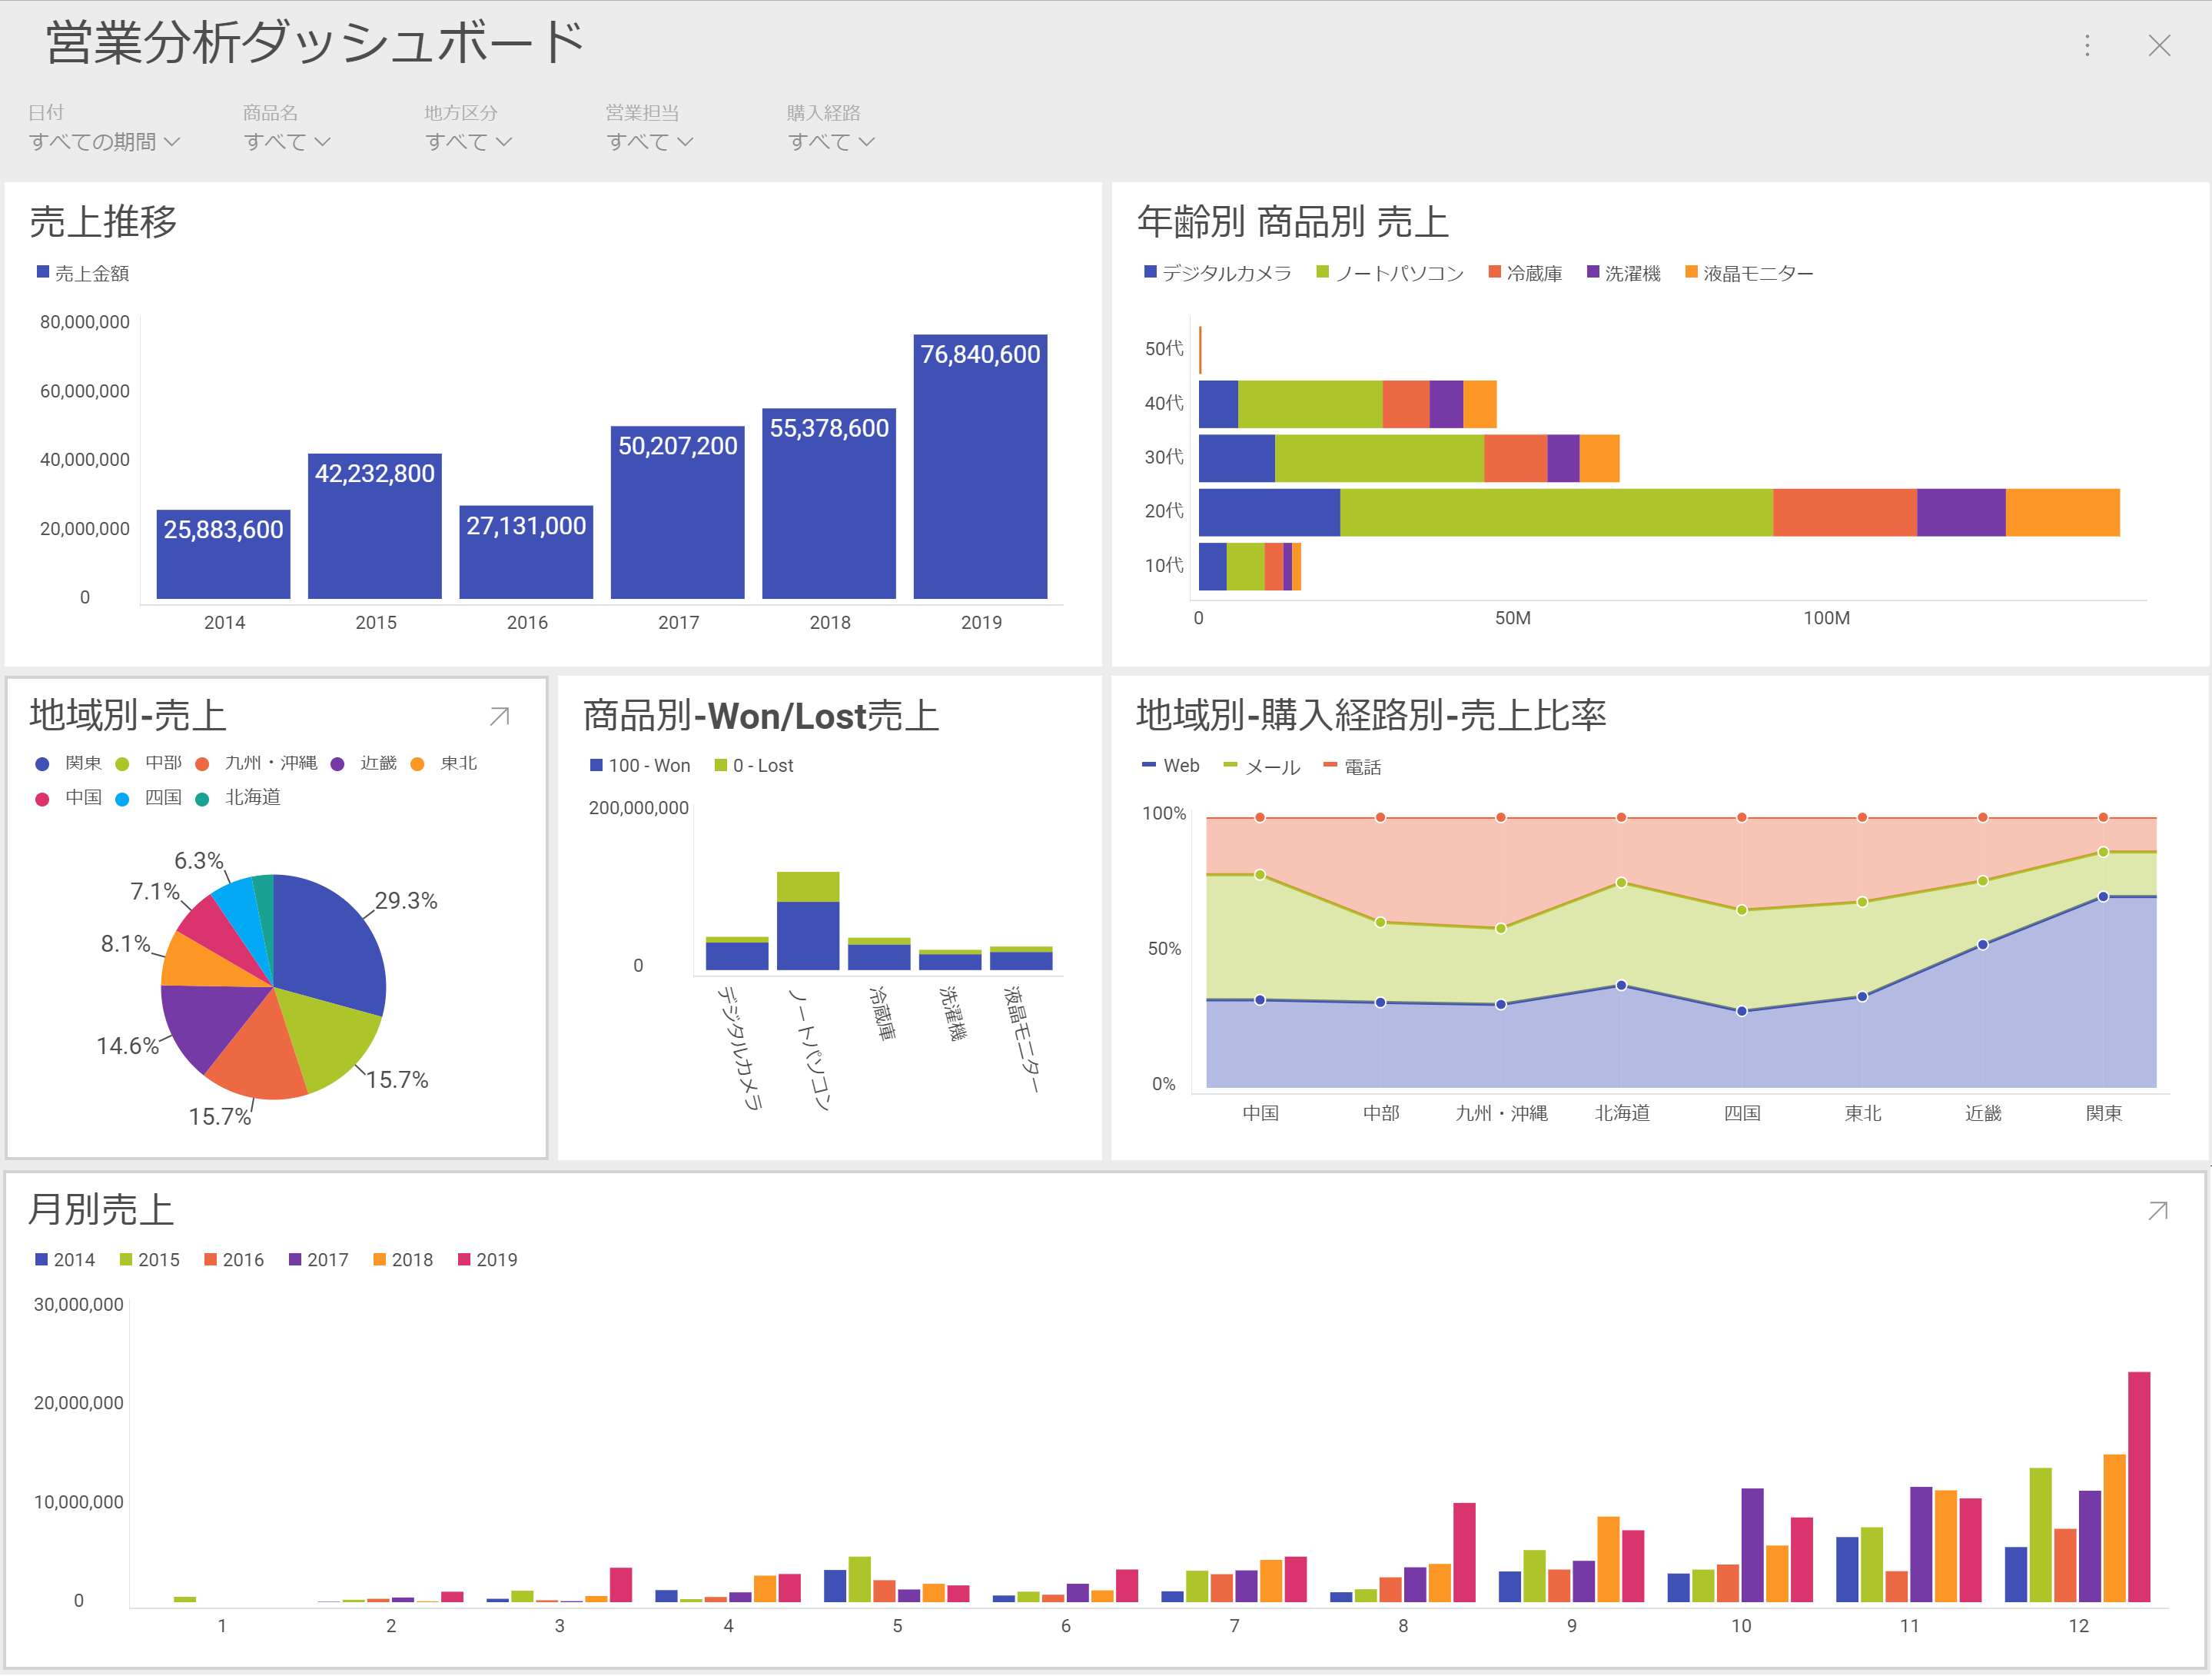 営業分析ダッシュボード
日付 商品名 地方区分 営業担当 購入経路
すべての期間 すべて すべて すべて すべて
売上推移
売上金額
80,000,000
60,000,000
40,000,000
20,000,000
0
25,883,600
42,232,800
27,131,000
50,207,200
55,378,600
76,840,600
2014 2015 2016 2017 2018 2019
年齢別 商品別 売上
デジタルカメラ ノートパソコン 冷蔵庫 洗濯機 液晶モニター
50代
40代
30代
20代
10代
0 50M 100M
地域別-売上
関東 中部 九州・沖縄 近畿 東北
中国 四国 北海道
6.3%
7.1%
29.3%
8.1%
14.6%
15.7%
15.7%
商品別-Won/Lost売上
100 - Won 0 - Lost
200,000,000
0
デジタルカメラ
ノートパソコン
冷蔵庫
洗濯機
液晶モニター
地域別-購入経路別-売上比率
Web メール 電話
100%
50%
0%
中国 中部 九州・沖縄 北海道 四国 東北 近畿 関東
月別売上
2014 2015 2016 2017 2018 2019
30,000,000
20,000,000
10,000,000
0
1 2 3 4 5 6 7 8 9 10 11 12